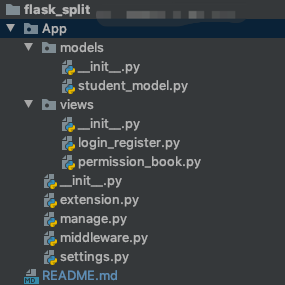 flask_split
App
models
__init__.py
student_model.py
views
__init__.py
login_register.py
permission_book.py
__init__.py
extension.py
manage.py
middleware.py
settings.py
README.md